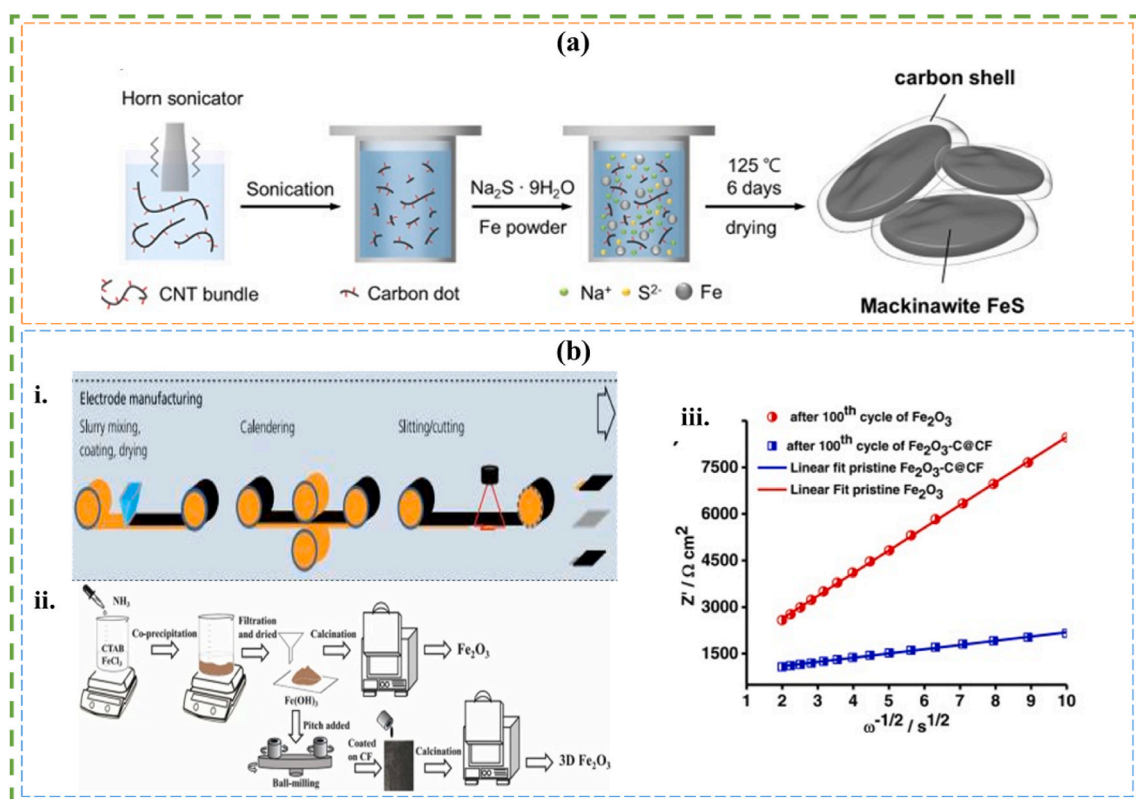 (a)
Horn sonicator
Sonication
Na₂S · 9H₂O
Fe powder
125 ℃
6 days
drying
carbon shell
Mackinawite FeS
CNT bundle
Carbon dot
Na⁺
S²⁻
Fe
(b)
i.
Electrode manufacturing
Slurry mixing,
coating, drying
Calendering
Slitting/cutting
ii.
NH₃
CTAB
FeCl₃
Co-precipitation
Filtration
and dried
Calcination
Fe₂O₃
Fe(OH)₃
Pitch added
Ball-milling
Coated
on CF
Calcination
3D Fe₂O₃
iii.
after 100th cycle of Fe₂O₃
after 100th cycle of Fe₂O₃-C@CF
Linear fit pristine Fe₂O₃-C@CF
Linear Fit pristine Fe₂O₃
Z' / Ω cm²
7500
6000
4500
3000
1500
1 2 3 4 5 6 7 8 9 10
ω⁻¹/² / s¹/²